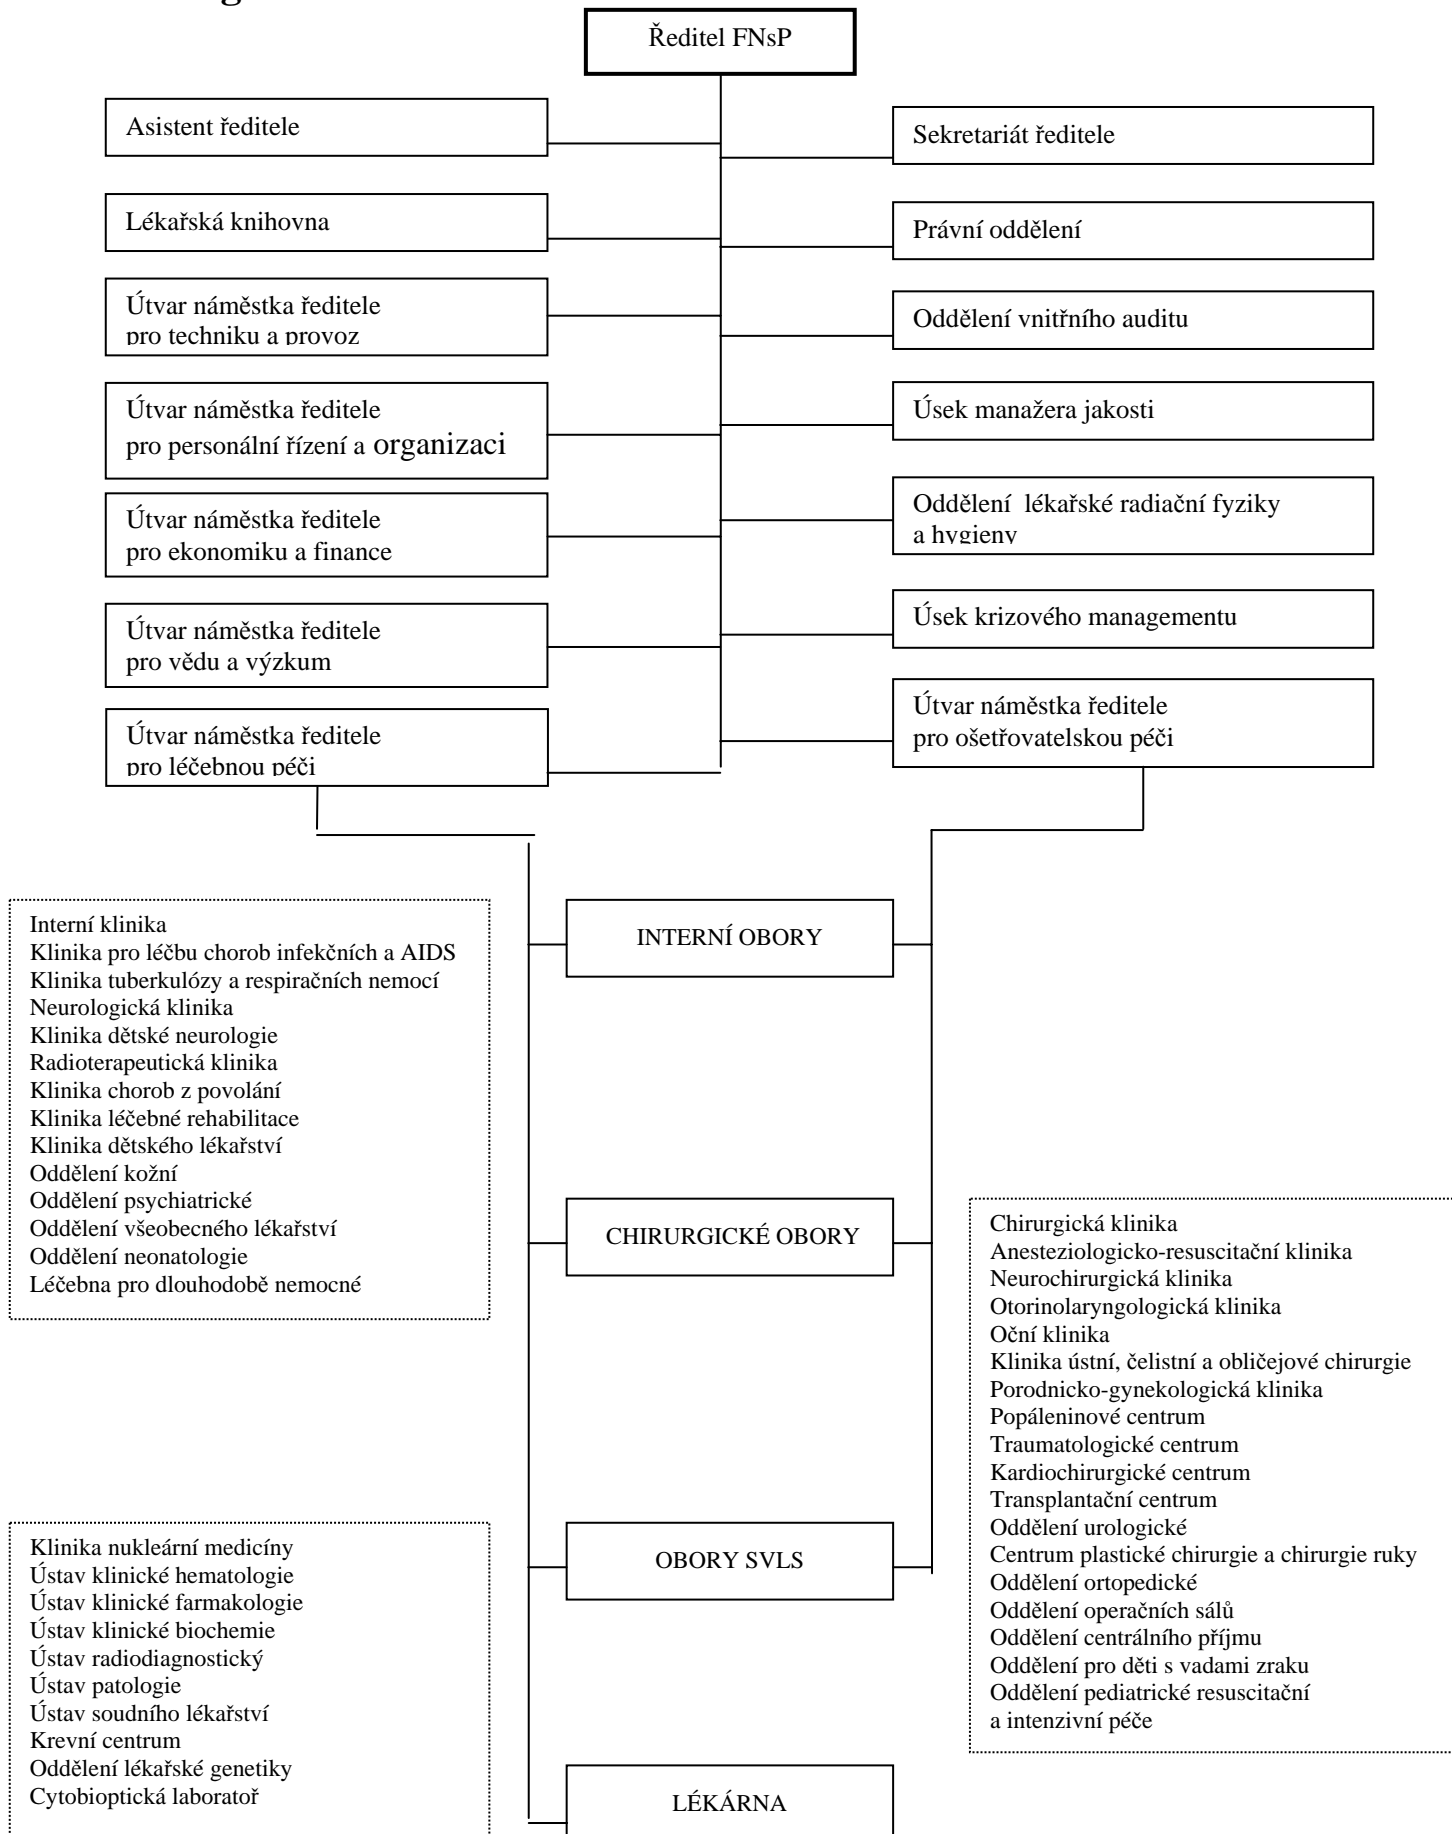 Ředitel FNsP
Asistent ředitele
Sekretariát ředitele
Lékařská knihovna
Právní oddělení
Útvar náměstka ředitele
pro techniku a provoz
Oddělení vnitřního auditu
Útvar náměstka ředitele
pro personální řízení a organizaci
Úsek manažera jakosti
Útvar náměstka ředitele
pro ekonomiku a finance
Oddělení lékařské radiační fyziky
a hygieny
Útvar náměstka ředitele
pro vědu a výzkum
Úsek krizového managementu
Útvar náměstka ředitele
pro léčebnou péči
Útvar náměstka ředitele
pro ošetřovatelskou péči
INTERNÍ OBORY
Interní klinika
Klinika pro léčbu chorob infekčních a AIDS
Klinika tuberkulózy a respiračních nemocí
Neurologická klinika
Klinika dětské neurologie
Radioterapeutická klinika
Klinika chorob z povolání
Klinika léčebné rehabilitace
Klinika dětského lékařství
Oddělení kožní
Oddělení psychiatrické
Oddělení všeobecného lékařství
Oddělení neonatologie
Léčebna pro dlouhodobě nemocné
CHIRURGICKÉ OBORY
Chirurgická klinika
Anesteziologicko-resuscitační klinika
Neurochirurgická klinika
Otorinolaryngologická klinika
Oční klinika
Klinika ústní, čelistní a obličejové chirurgie
Porodnicko-gynekologická klinika
Popáleninové centrum
Traumatologické centrum
Kardiochirurgické centrum
Transplantační centrum
Oddělení urologické
Centrum plastické chirurgie a chirurgie ruky
Oddělení ortopedické
Oddělení operačních sálů
Oddělení centrálního příjmu
Oddělení pro děti s vadami zraku
Oddělení pediatrické resuscitační
a intenzivní péče
OBORY SVLS
Klinika nukleární medicíny
Ústav klinické hematologie
Ústav klinické farmakologie
Ústav klinické biochemie
Ústav radiodiagnostický
Ústav patologie
Ústav soudního lékařství
Krevní centrum
Oddělení lékařské genetiky
Cytobioptická laboratoř
LÉKÁRNA